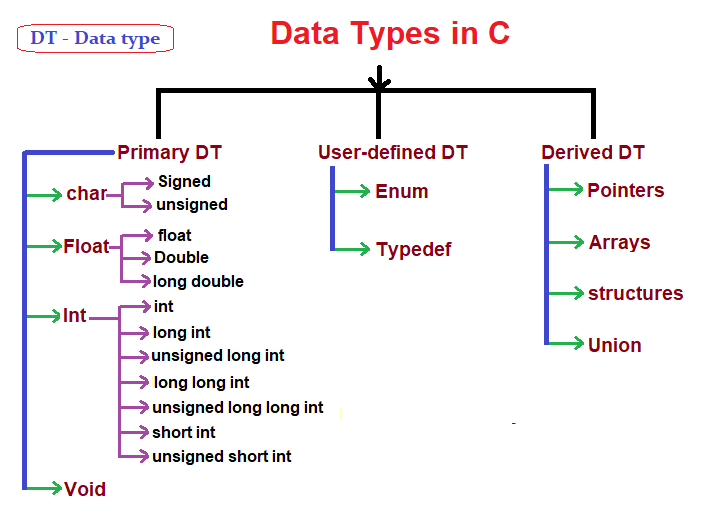 DT - Data type
Data Types in C
Primary DT
char
Signed
unsigned
Float
float
Double
long double
Int
int
long int
unsigned long int
long long int
unsigned long long int
short int
unsigned short int
Void
User-defined DT
Enum
Typedef
Derived DT
Pointers
Arrays
structures
Union